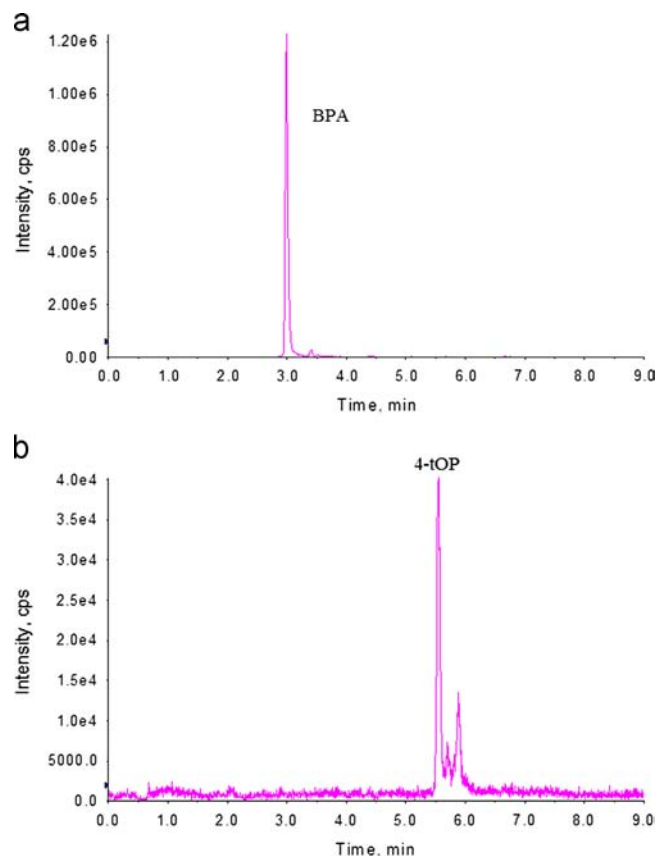 a
1.20e6
1.00e6
8.00e5
6.00e5
4.00e5
2.00e5
0.00
Intensity, cps
BPA
0.0 1.0 2.0 3.0 4.0 5.0 6.0 7.0 8.0 9.0
Time, min
b
4-tOP
4.0e4
3.5e4
3.0e4
2.5e4
2.0e4
1.5e4
1.0e4
5000.0
0.0
Intensity, cps
0.0 1.0 2.0 3.0 4.0 5.0 6.0 7.0 8.0 9.0
Time, min